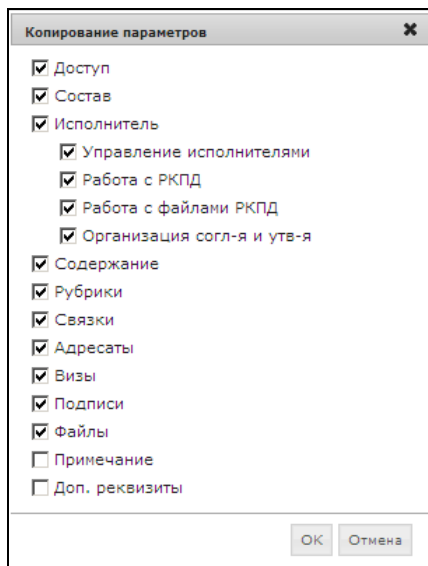 Копирование параметров
Доступ
Состав
Исполнитель
Управление исполнителями
Работа с РКПД
Работа с файлами РКПД
Организация согл-я и утв-я
Содержание
Рубрики
Связки
Адресаты
Визы
Подписи
Файлы
Примечание
Доп. реквизиты
OK Отмена